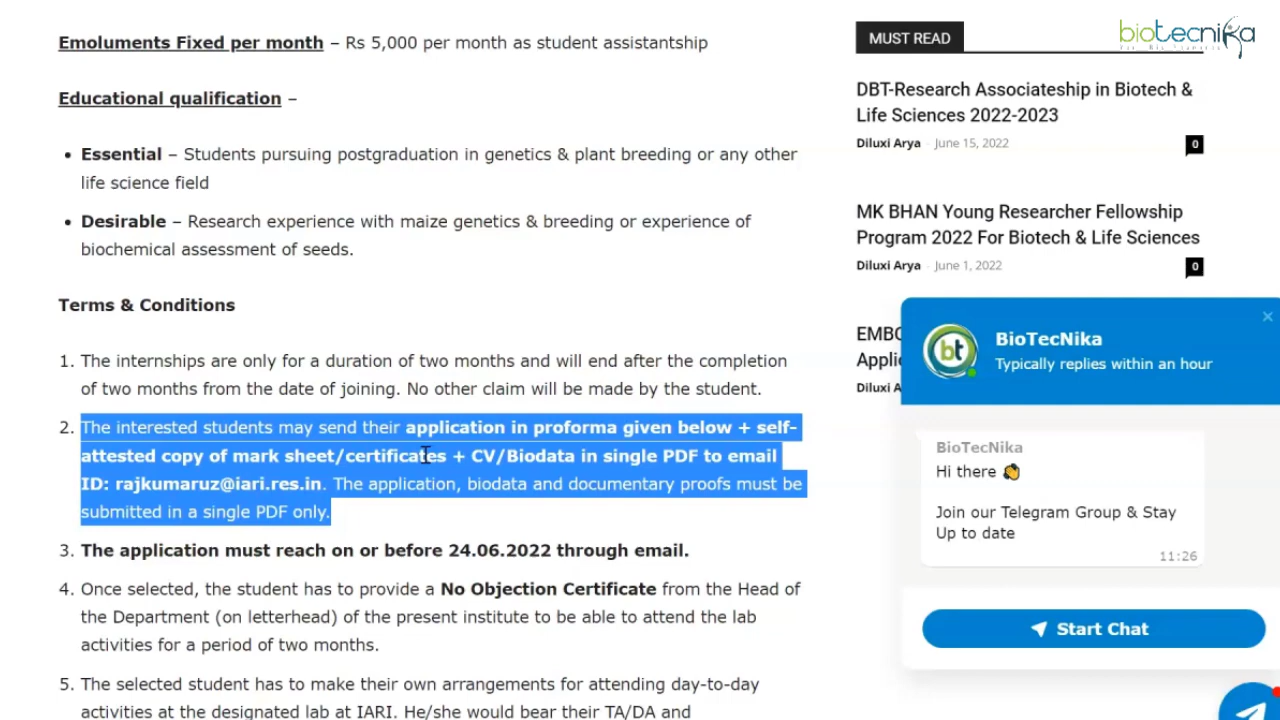 Emoluments Fixed per month – Rs 5,000 per month as student assistantship
Educational qualification –
• Essential – Students pursuing postgraduation in genetics & plant breeding or any other
life science field
• Desirable – Research experience with maize genetics & breeding or experience of
biochemical assessment of seeds.
Terms & Conditions
1. The internships are only for a duration of two months and will end after the completion
of two months from the date of joining. No other claim will be made by the student.
2. The interested students may send their application in proforma given below + self-
attested copy of mark sheet/certificates + CV/Biodata in single PDF to email
ID: rajkumaruz@iari.res.in. The application, biodata and documentary proofs must be
submitted in a single PDF only.
3. The application must reach on or before 24.06.2022 through email.
4. Once selected, the student has to provide a No Objection Certificate from the Head of
the Department (on letterhead) of the present institute to be able to attend the lab
activities for a period of two months.
5. The selected student has to make their own arrangements for attending day-to-day
activities at the designated lab at IARI. He/she would bear their TA/DA and
biotecnika
MUST READ
DBT-Research Associateship in Biotech &
Life Sciences 2022-2023
Diluxi Arya - June 15, 2022 0
MK BHAN Young Researcher Fellowship
Program 2022 For Biotech & Life Sciences
Diluxi Arya - June 1, 2022 0
EMBO
Applic
Diluxi A
bt
BioTecNika
Typically replies within an hour
BioTecNika
Hi there 👋
Join our Telegram Group & Stay
Up to date
11:26
Start Chat